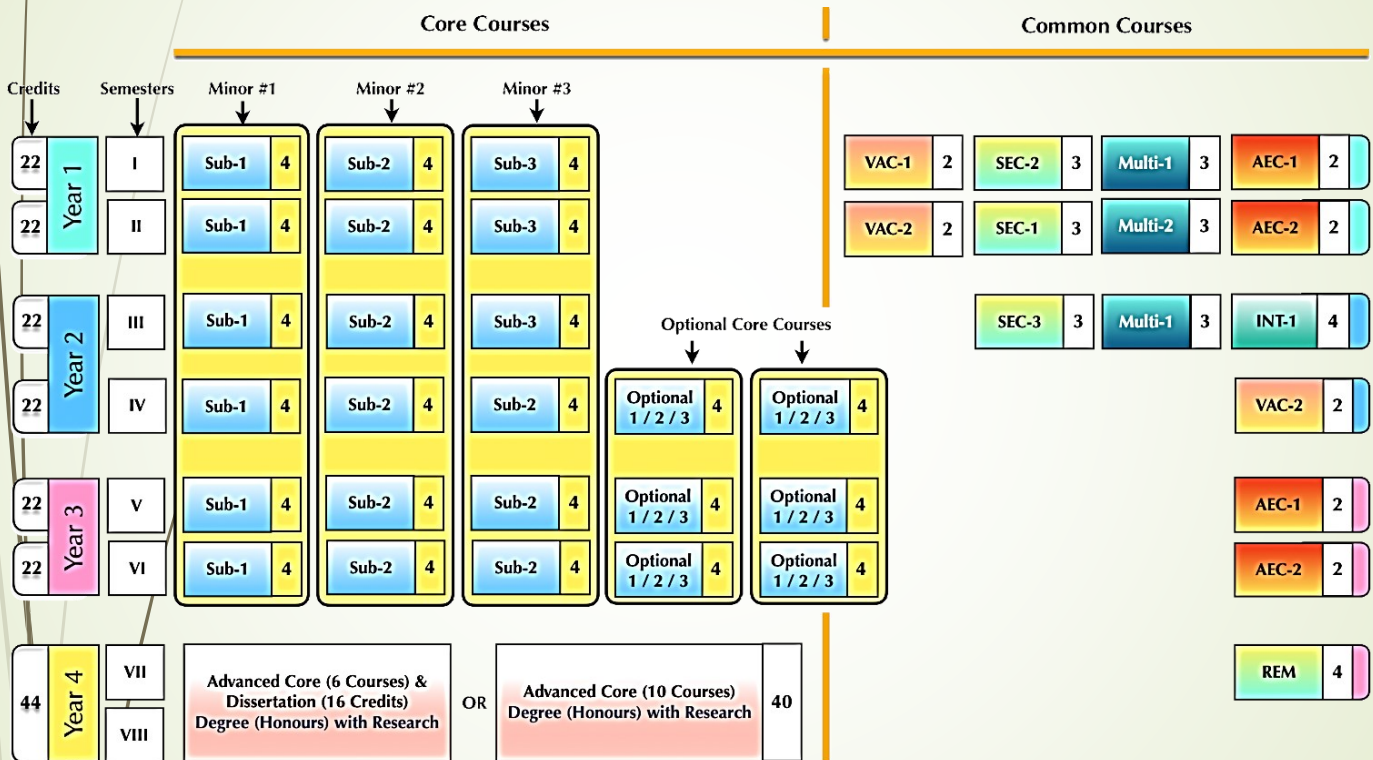 Core Courses
Common Courses
Credits
Semesters
Minor #1
Minor #2
Minor #3
22
Year 1
I
Sub-1 4
Sub-2 4
Sub-3 4
VAC-1 2
SEC-2 3
Multi-1 3
AEC-1 2
22
II
Sub-1 4
Sub-2 4
Sub-3 4
VAC-2 2
SEC-1 3
Multi-2 3
AEC-2 2
22
Year 2
III
Sub-1 4
Sub-2 4
Sub-3 4
Optional Core Courses
SEC-3 3
Multi-1 3
INT-1 4
22
IV
Sub-1 4
Sub-2 4
Sub-2 4
Optional
1 / 2 / 3
4
Optional
1 / 2 / 3
4
VAC-2 2
22
Year 3
V
Sub-1 4
Sub-2 4
Sub-2 4
Optional
1 / 2 / 3
4
Optional
1 / 2 / 3
4
AEC-1 2
22
VI
Sub-1 4
Sub-2 4
Sub-2 4
Optional
1 / 2 / 3
4
Optional
1 / 2 / 3
4
AEC-2 2
44
Year 4
VII
VIII
Advanced Core (6 Courses) &
Dissertation (16 Credits)
Degree (Honours) with Research
OR
Advanced Core (10 Courses)
Degree (Honours) with Research
40
REM 4